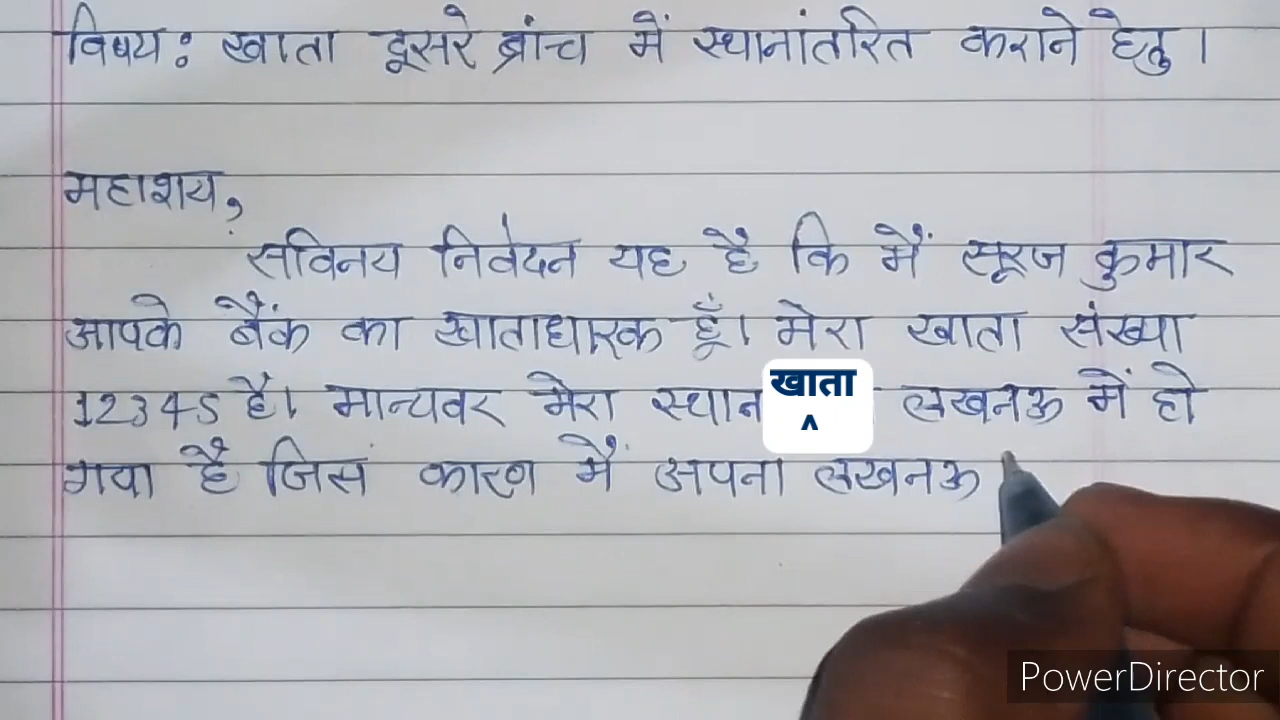 विषय: खाता दूसरे ब्रांच में स्थानांतरित कराने हेतु।
महाशय,
सविनय निवेदन यह है कि मैं सूरज कुमार
आपके बैंक का खाताधारक हूँ। मेरा खाता संख्या
खाता
^
12345 है। मान्यवर मेरा लखनऊ में हो
गया है जिस कारण मैं अपना लखनऊ
PowerDirector